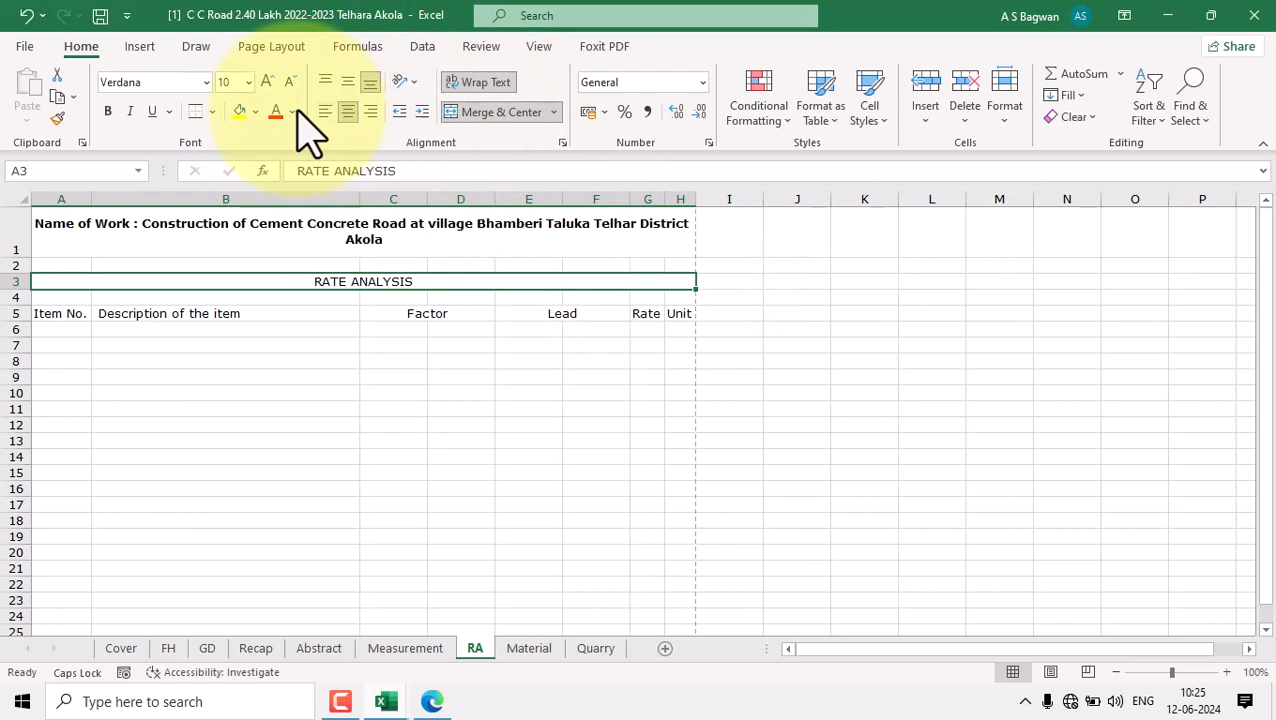 [1] C C Road 2.40 Lakh 2022-2023 Telhara Akola - Excel
Search
A S Bagwan
AS
File
Home
Insert
Draw
Page Layout
Formulas
Data
Review
View
Foxit PDF
Share
Paste
Verdana
10
Wrap Text
General
Merge & Center
Conditional Formatting
Format as Table
Cell Styles
Insert
Delete
Format
AutoSum
Fill
Clear
Sort & Filter
Find & Select
Clipboard
Font
Alignment
Number
Styles
Cells
Editing
A3
RATE ANALYSIS
A B C D E F G H I J K L M N O P
1 Name of Work : Construction of Cement Concrete Road at village Bhamberi Taluka Telhar District
Akola
2
3 RATE ANALYSIS
4
5 Item No. Description of the item Factor Lead Rate Unit
6
7
8
9
10
11
12
13
14
15
16
17
18
19
20
21
22
23
24
25
Cover
FH
GD
Recap
Abstract
Measurement
RA
Material
Quarry
Ready
Caps Lock
Accessibility: Investigate
100%
Type here to search
ENG
10:25
12-06-2024